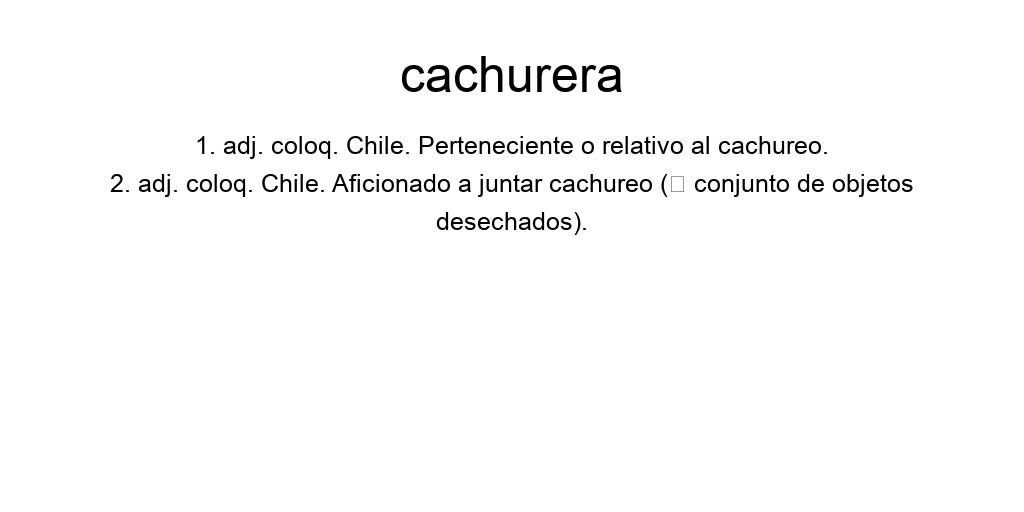 cachurera
1. adj. coloq. Chile. Perteneciente o relativo al cachureo.
2. adj. coloq. Chile. Aficionado a juntar cachureo (□ conjunto de objetos
desechados).